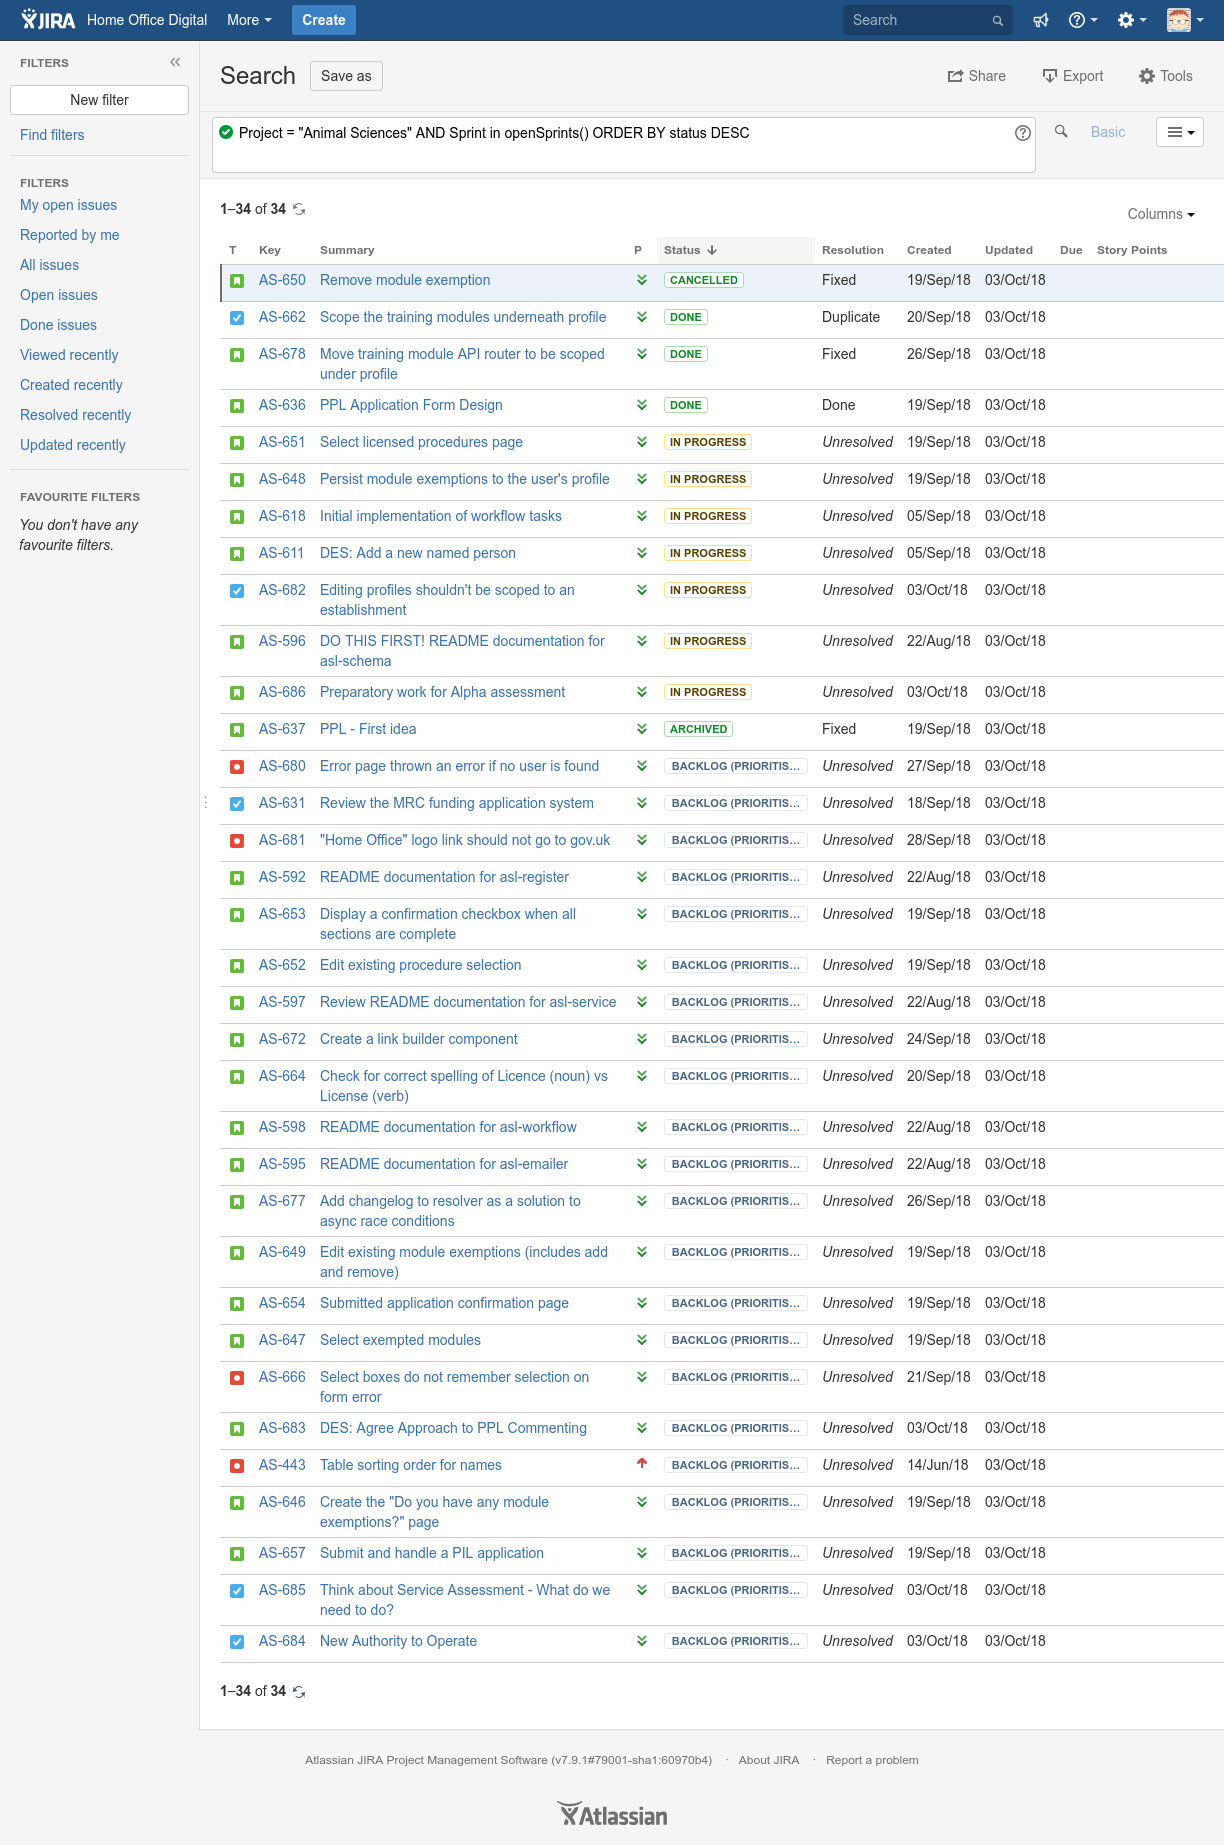 JIRA Home Office Digital More Create Search
FILTERS
New filter
Find filters
FILTERS
My open issues
Reported by me
All issues
Open issues
Done issues
Viewed recently
Created recently
Resolved recently
Updated recently
FAVOURITE FILTERS
You don't have any
favourite filters.
Search Save as Share Export Tools
Project = "Animal Sciences" AND Sprint in openSprints() ORDER BY status DESC
Basic
1–34 of 34
Columns
T Key Summary P Status Resolution Created Updated Due Story Points
AS-650 Remove module exemption CANCELLED Fixed 19/Sep/18 03/Oct/18
AS-662 Scope the training modules underneath profile DONE Duplicate 20/Sep/18 03/Oct/18
AS-678 Move training module API router to be scoped DONE Fixed 26/Sep/18 03/Oct/18
under profile
AS-636 PPL Application Form Design DONE Done 19/Sep/18 03/Oct/18
AS-651 Select licensed procedures page IN PROGRESS Unresolved 19/Sep/18 03/Oct/18
AS-648 Persist module exemptions to the user's profile IN PROGRESS Unresolved 19/Sep/18 03/Oct/18
AS-618 Initial implementation of workflow tasks IN PROGRESS Unresolved 05/Sep/18 03/Oct/18
AS-611 DES: Add a new named person IN PROGRESS Unresolved 05/Sep/18 03/Oct/18
AS-682 Editing profiles shouldn't be scoped to an IN PROGRESS Unresolved 03/Oct/18 03/Oct/18
establishment
AS-596 DO THIS FIRST! README documentation for IN PROGRESS Unresolved 22/Aug/18 03/Oct/18
asl-schema
AS-686 Preparatory work for Alpha assessment IN PROGRESS Unresolved 03/Oct/18 03/Oct/18
AS-637 PPL - First idea ARCHIVED Fixed 19/Sep/18 03/Oct/18
AS-680 Error page thrown an error if no user is found BACKLOG (PRIORITIS... Unresolved 27/Sep/18 03/Oct/18
AS-631 Review the MRC funding application system BACKLOG (PRIORITIS... Unresolved 18/Sep/18 03/Oct/18
AS-681 "Home Office" logo link should not go to gov.uk BACKLOG (PRIORITIS... Unresolved 28/Sep/18 03/Oct/18
AS-592 README documentation for asl-register BACKLOG (PRIORITIS... Unresolved 22/Aug/18 03/Oct/18
AS-653 Display a confirmation checkbox when all BACKLOG (PRIORITIS... Unresolved 19/Sep/18 03/Oct/18
sections are complete
AS-652 Edit existing procedure selection BACKLOG (PRIORITIS... Unresolved 19/Sep/18 03/Oct/18
AS-597 Review README documentation for asl-service BACKLOG (PRIORITIS... Unresolved 22/Aug/18 03/Oct/18
AS-672 Create a link builder component BACKLOG (PRIORITIS... Unresolved 24/Sep/18 03/Oct/18
AS-664 Check for correct spelling of Licence (noun) vs BACKLOG (PRIORITIS... Unresolved 20/Sep/18 03/Oct/18
License (verb)
AS-598 README documentation for asl-workflow BACKLOG (PRIORITIS... Unresolved 22/Aug/18 03/Oct/18
AS-595 README documentation for asl-emailer BACKLOG (PRIORITIS... Unresolved 22/Aug/18 03/Oct/18
AS-677 Add changelog to resolver as a solution to BACKLOG (PRIORITIS... Unresolved 26/Sep/18 03/Oct/18
async race conditions
AS-649 Edit existing module exemptions (includes add BACKLOG (PRIORITIS... Unresolved 19/Sep/18 03/Oct/18
and remove)
AS-654 Submitted application confirmation page BACKLOG (PRIORITIS... Unresolved 19/Sep/18 03/Oct/18
AS-647 Select exempted modules BACKLOG (PRIORITIS... Unresolved 19/Sep/18 03/Oct/18
AS-666 Select boxes do not remember selection on BACKLOG (PRIORITIS... Unresolved 21/Sep/18 03/Oct/18
form error
AS-683 DES: Agree Approach to PPL Commenting BACKLOG (PRIORITIS... Unresolved 03/Oct/18 03/Oct/18
AS-443 Table sorting order for names BACKLOG (PRIORITIS... Unresolved 14/Jun/18 03/Oct/18
AS-646 Create the "Do you have any module BACKLOG (PRIORITIS... Unresolved 19/Sep/18 03/Oct/18
exemptions?" page
AS-657 Submit and handle a PIL application BACKLOG (PRIORITIS... Unresolved 19/Sep/18 03/Oct/18
AS-685 Think about Service Assessment - What do we BACKLOG (PRIORITIS... Unresolved 03/Oct/18 03/Oct/18
need to do?
AS-684 New Authority to Operate BACKLOG (PRIORITIS... Unresolved 03/Oct/18 03/Oct/18
1–34 of 34
Atlassian JIRA Project Management Software (v7.9.1#79001-sha1:60970b4) · About JIRA · Report a problem
Atlassian